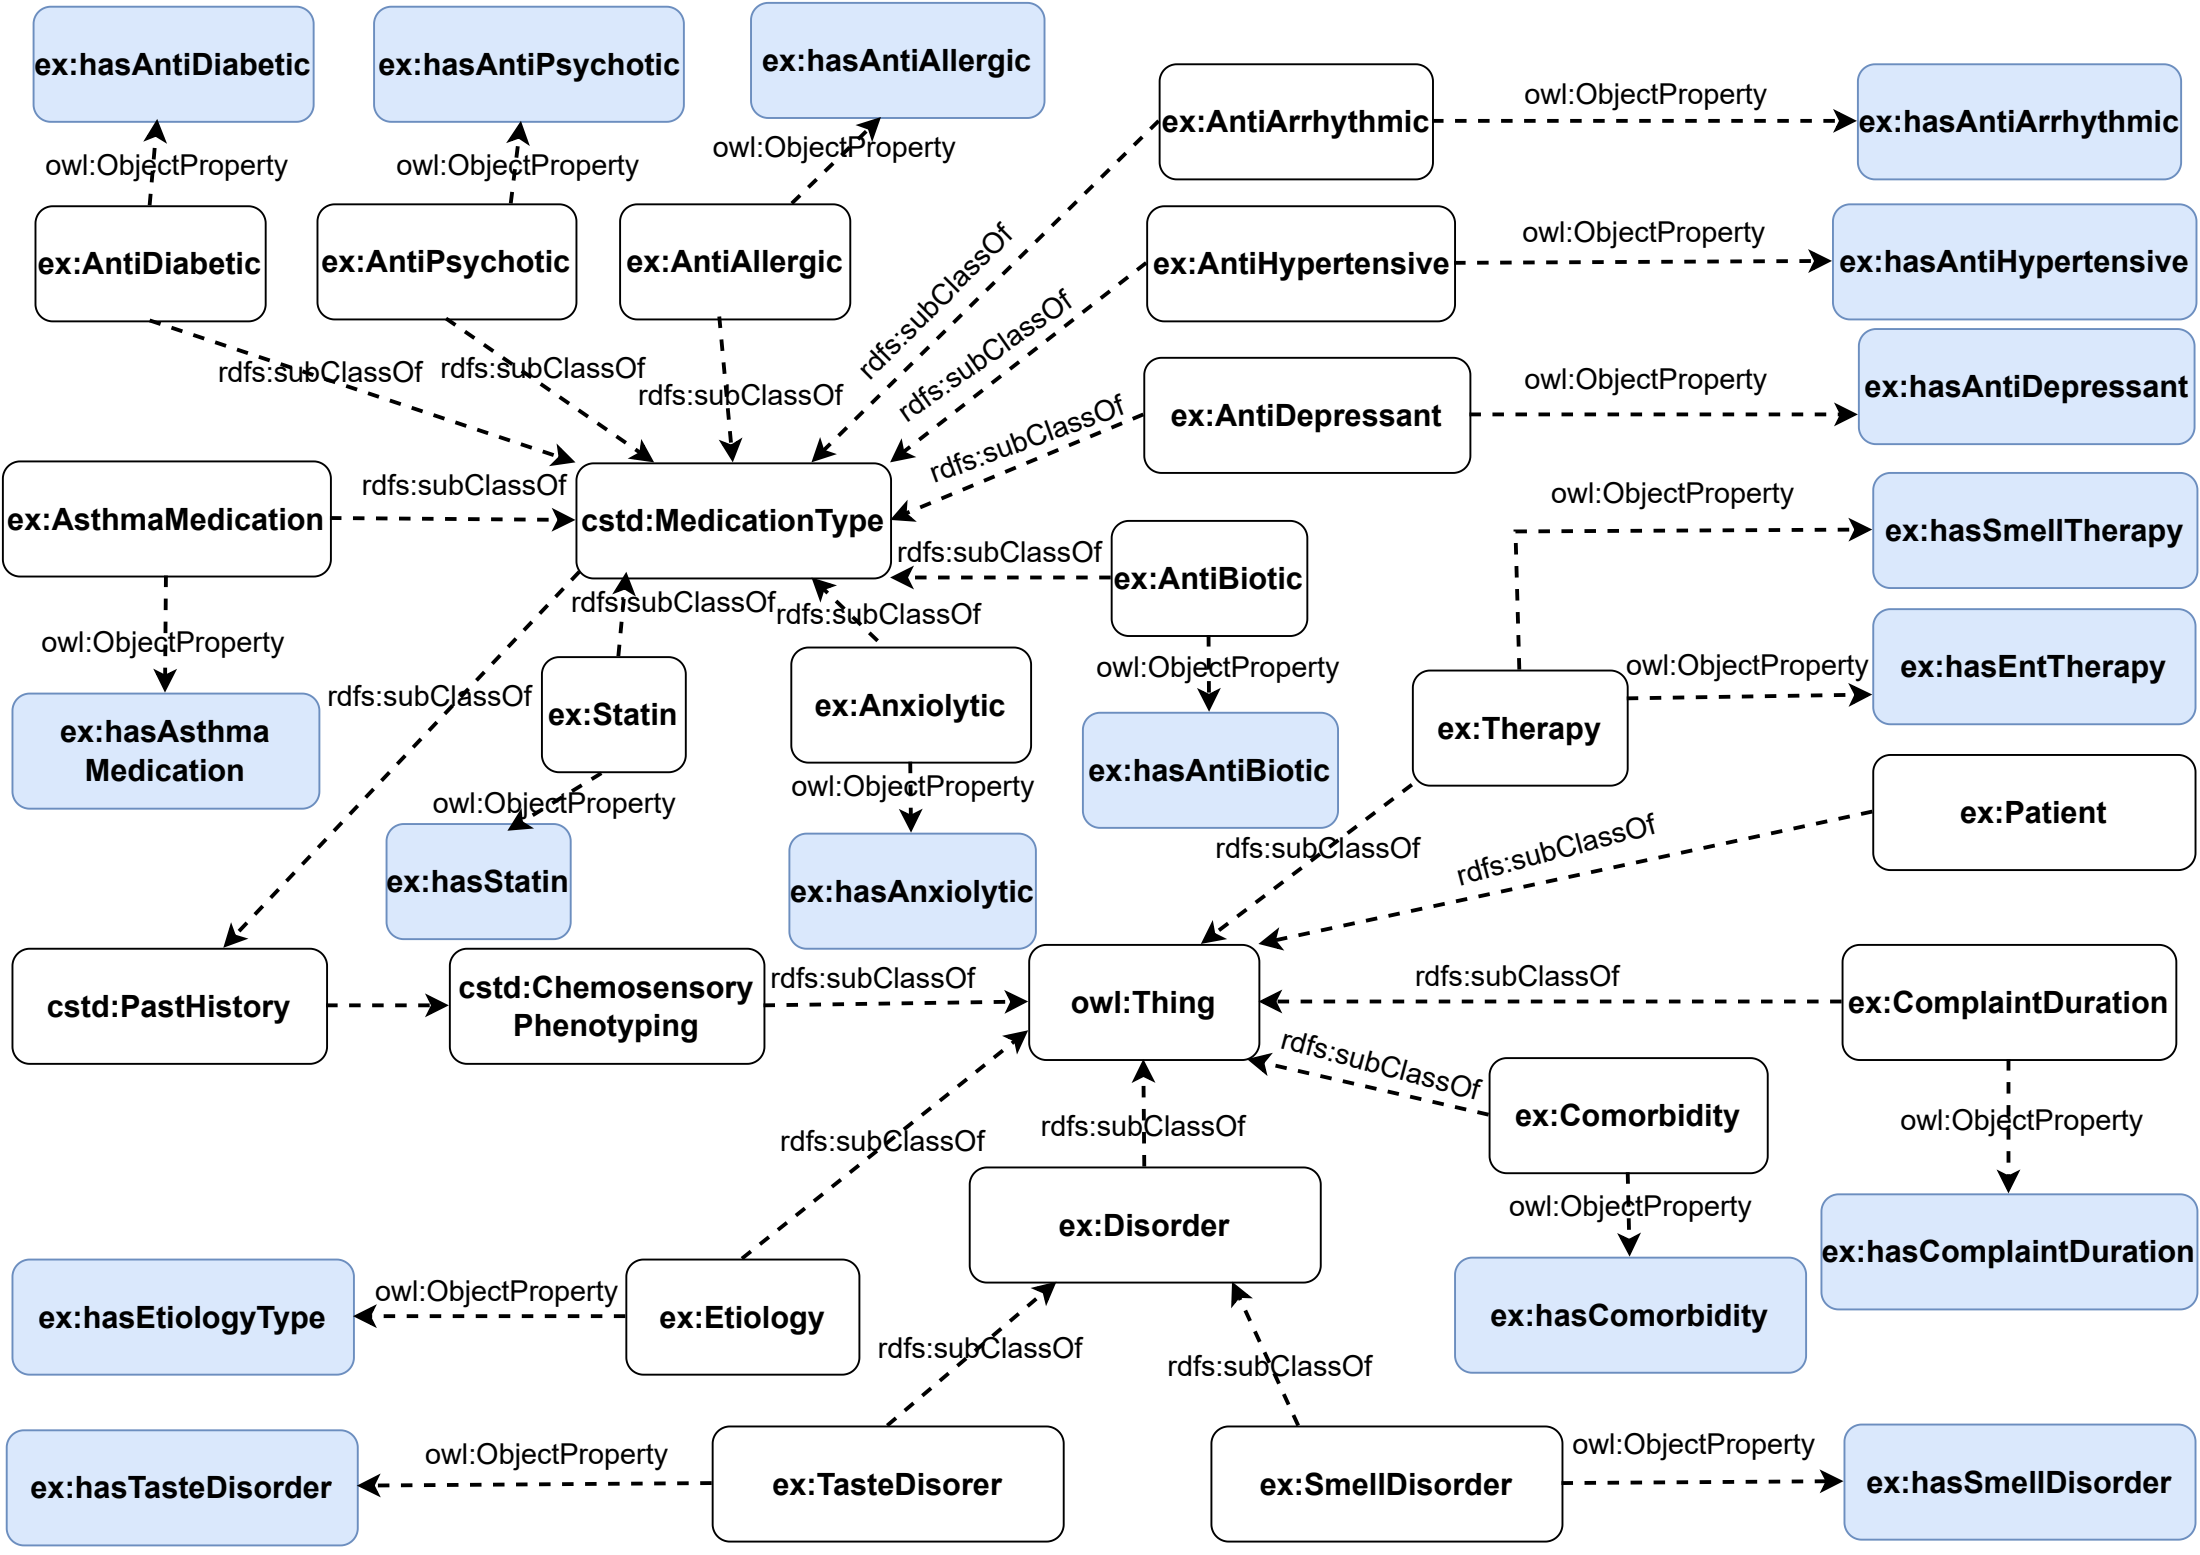 ex:hasAntiDiabetic
ex:hasAntiPsychotic
ex:hasAntiAllergic
owl:ObjectProperty
owl:ObjectProperty
owl:ObjectProperty
ex:AntiArrhythmic
owl:ObjectProperty
ex:hasAntiArrhythmic
ex:AntiDiabetic
ex:AntiPsychotic
ex:AntiAllergic
rdfs:subClassOf
ex:AntiHypertensive
owl:ObjectProperty
ex:hasAntiHypertensive
rdfs:subClassOf
rdfs:subClassOf
rdfs:subClassOf
rdfs:subClassOf
rdfs:subClassOf
ex:AntiDepressant
owl:ObjectProperty
ex:hasAntiDepressant
ex:AsthmaMedication
rdfs:subClassOf
cstd:MedicationType
rdfs:subClassOf
ex:AntiBiotic
owl:ObjectProperty
ex:hasSmellTherapy
owl:ObjectProperty
rdfs:subClassOf
rdfs:subClassOf
owl:ObjectProperty
owl:ObjectProperty
ex:hasEntTherapy
ex:hasAsthma
Medication
rdfs:subClassOf
ex:Statin
ex:Anxiolytic
ex:hasAntiBiotic
ex:Therapy
owl:ObjectProperty
owl:ObjectProperty
ex:Patient
ex:hasStatin
ex:hasAnxiolytic
rdfs:subClassOf
rdfs:subClassOf
cstd:PastHistory
cstd:Chemosensory
Phenotyping
rdfs:subClassOf
owl:Thing
rdfs:subClassOf
ex:ComplaintDuration
rdfs:subClassOf
ex:Comorbidity
owl:ObjectProperty
rdfs:subClassOf
rdfs:subClassOf
owl:ObjectProperty
ex:Disorder
ex:hasComplaintDuration
ex:hasEtiologyType
owl:ObjectProperty
ex:Etiology
ex:hasComorbidity
rdfs:subClassOf
rdfs:subClassOf
ex:hasTasteDisorder
owl:ObjectProperty
ex:TasteDisorer
ex:SmellDisorder
owl:ObjectProperty
ex:hasSmellDisorder